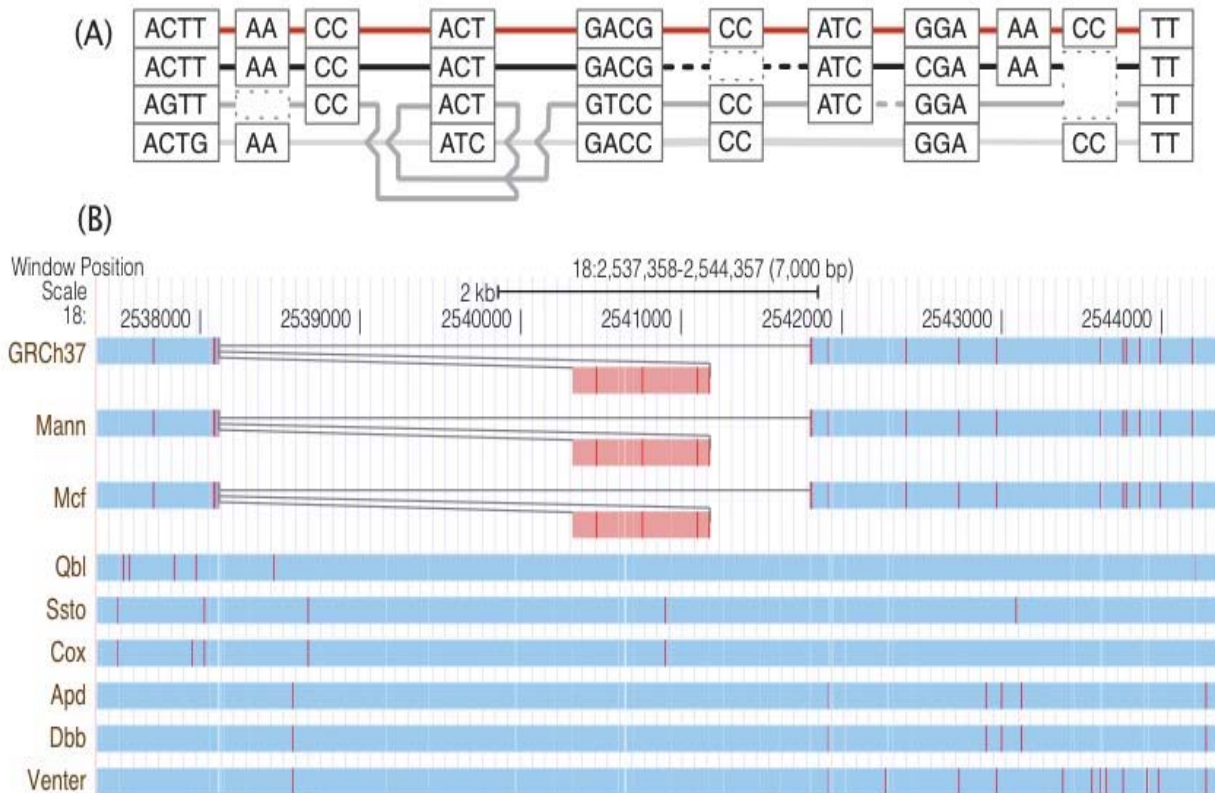 (A)
ACTT AA CC ACT GACG CC ATC GGA AA CC TT
ACTT AA CC ACT GACG ATC CGA AA TT
AGTT CC ACT GTCC CC ATC GGA TT
ACTG AA ATC GACC CC GGA CC TT
(B)
Window Position 18:2,537,358-2,544,357 (7,000 bp)
Scale 2 kb
18: 2538000 2539000 2540000 2541000 2542000 2543000 2544000
GRCh37
Mann
Mcf
Qbl
Ssto
Cox
Apd
Dbb
Venter